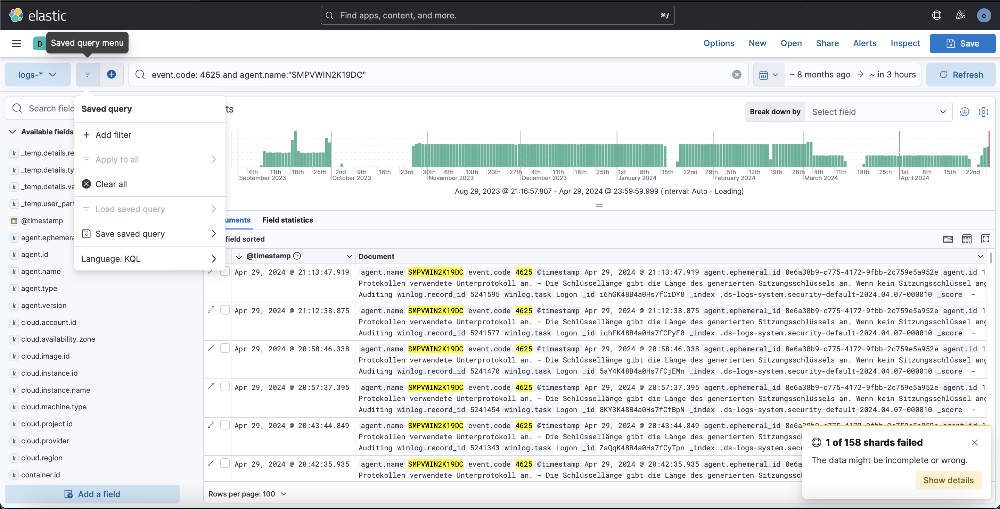 elastic
Find apps, content, and more.
⌘/
e
D
Saved query menu
Options
New
Open
Share
Alerts
Inspect
Save
logs-*
event.code: 4625 and agent.name:"SMPVWIN2K19DC"
~ 8 months ago → ~ in 3 hours
Refresh
Search field
Saved query
Add filter
Apply to all
Clear all
Load saved query
Save saved query
Language: KQL
ts
Break down by
Select field
Available fields
k _temp.details.re
k _temp.details.ty
k _temp.details.va
k _temp.user_part
@timestamp
k agent.ephemera
k agent.id
k agent.name
k agent.type
k agent.version
k cloud.account.id
k cloud.availability_zone
k cloud.image.id
k cloud.instance.id
k cloud.instance.name
k cloud.machine.type
k cloud.project.id
k cloud.provider
k cloud.region
k container.id
Add a field
4th 11th 18th 25th 2nd 9th 16th 23rd 30th 6th 13th 20th 27th 4th 11th 18th 25th 1st 8th 15th 22nd 29th 5th 12th 19th 26th 4th 11th 18th 25th 1st 8th 15th 22nd
September 2023 October 2023 November 2023 December 2023 January 2024 February 2024 March 2024 April 2024
Aug 29, 2023 @ 21:16:57.807 - Apr 29, 2024 @ 23:59:59.999 (interval: Auto - Loading)
uments
Field statistics
field sorted
@timestamp
Document
Apr 29, 2024 @ 21:13:47.919
agent.name SMPVWIN2K19DC event.code 4625 @timestamp Apr 29, 2024 @ 21:13:47.919 agent.ephemeral_id 8e6a38b9-c775-4172-9fbb-2c759e5a952e agent.id 1
Protokollen verwendete Unterprotokoll an. - Die Schlüssellänge gibt die Länge des generierten Sitzungsschlüssels an. Wenn kein Sitzungsschlüssel ang
Auditing winlog.record_id 5241595 winlog.task Logon _id i6hGK48B4a0Hs7fCiDY8 _index .ds-logs-system.security-default-2024.04.07-000010 _score -
Apr 29, 2024 @ 21:12:38.875
agent.name SMPVWIN2K19DC event.code 4625 @timestamp Apr 29, 2024 @ 21:12:38.875 agent.ephemeral_id 8e6a38b9-c775-4172-9fbb-2c759e5a952e agent.id 1
Protokollen verwendete Unterprotokoll an. - Die Schlüssellänge gibt die Länge des generierten Sitzungsschlüssels an. Wenn kein Sitzungsschlüssel ang
Auditing winlog.record_id 5241577 winlog.task Logon _id iqhFK48B4a0Hs7fCPyF0 _index .ds-logs-system.security-default-2024.04.07-000010 _score -
Apr 29, 2024 @ 20:58:46.338
agent.name SMPVWIN2K19DC event.code 4625 @timestamp Apr 29, 2024 @ 20:58:46.338 agent.ephemeral_id 8e6a38b9-c775-4172-9fbb-2c759e5a952e agent.id 1
Protokollen verwendete Unterprotokoll an. - Die Schlüssellänge gibt die Länge des generierten Sitzungsschlüssels an. Wenn kein Sitzungsschlüssel ang
Auditing winlog.record_id 5241470 winlog.task Logon _id 5aY4K48B4a0Hs7fCjEMn _index .ds-logs-system.security-default-2024.04.07-000010 _score -
Apr 29, 2024 @ 20:57:37.395
agent.name SMPVWIN2K19DC event.code 4625 @timestamp Apr 29, 2024 @ 20:57:37.395 agent.ephemeral_id 8e6a38b9-c775-4172-9fbb-2c759e5a952e agent.id 1
Protokollen verwendete Unterprotokoll an. - Die Schlüssellänge gibt die Länge des generierten Sitzungsschlüssels an. Wenn kein Sitzungsschlüssel ang
Auditing winlog.record_id 5241454 winlog.task Logon _id 8KY3K48B4a0Hs7fCfBpN _index .ds-logs-system.security-default-2024.04.07-000010 _score -
Apr 29, 2024 @ 20:43:44.849
agent.name SMPVWIN2K19DC event.code 4625 @timestamp Apr 29, 2024 @ 20:43:44.849 agent.ephemeral_id
Protokollen verwendete Unterprotokoll an. - Die Schlüssellänge gibt die Länge des generierten Sitzungssch
Auditing winlog.record_id 5241343 winlog.task Logon _id ZaQqK48B4a0Hs7fCyTpn _index .ds-logs-system.secu
Apr 29, 2024 @ 20:42:35.935
agent.name SMPVWIN2K19DC event.code 4625 @timestamp Apr 29, 2024 @ 20:42:35.935 agent.ephemeral_id 8e6a
Protokollen verwendete Unterprotokoll an. - Die Schlüssellänge gibt die Länge des generierten Sitzungssch
Rows per page: 100
1 of 158 shards failed
The data might be incomplete or wrong.
Show details